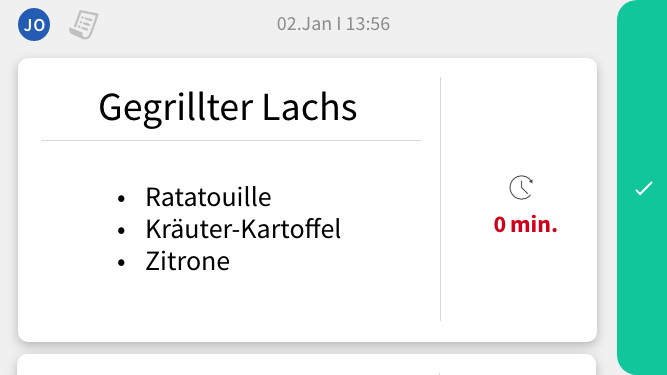 JO
02.Jan I 13:56
Gegrillter Lachs
• Ratatouille
• Kräuter-Kartoffel
• Zitrone
0 min.